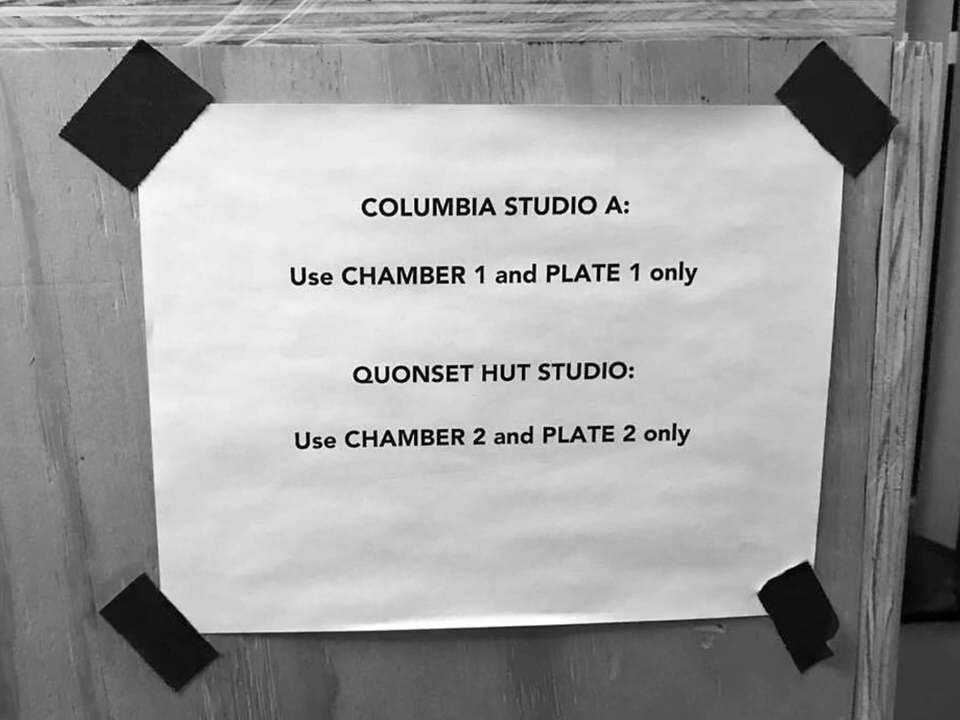 COLUMBIA STUDIO A:
Use CHAMBER 1 and PLATE 1 only
QUONSET HUT STUDIO:
Use CHAMBER 2 and PLATE 2 only